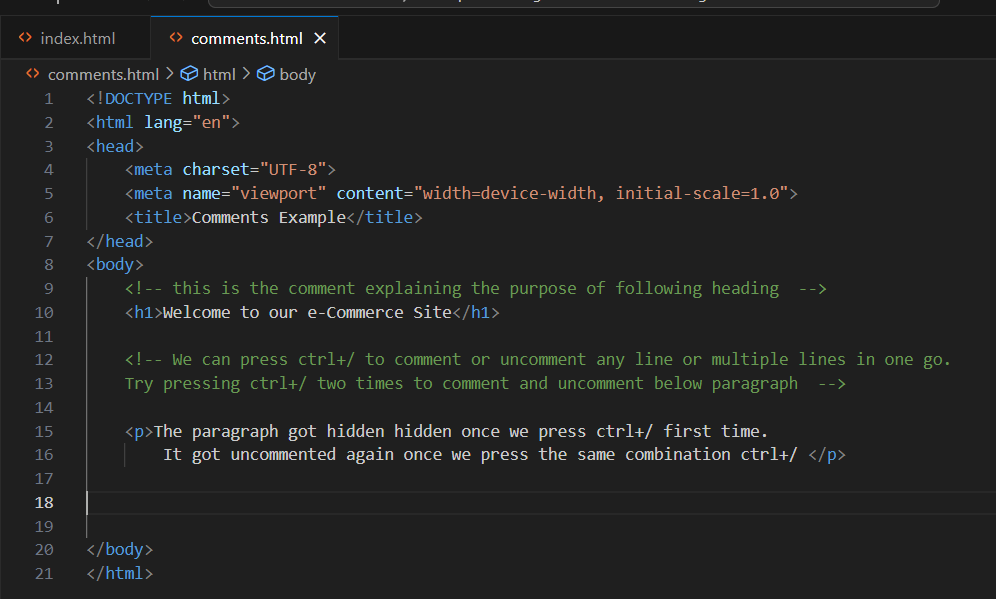 index.html
comments.html
comments.html > html > body
1 <!DOCTYPE html>
2 <html lang="en">
3 <head>
4     <meta charset="UTF-8">
5     <meta name="viewport" content="width=device-width, initial-scale=1.0">
6     <title>Comments Example</title>
7 </head>
8 <body>
9     <!-- this is the comment explaining the purpose of following heading  -->
10     <h1>Welcome to our e-Commerce Site</h1>
11
12     <!-- We can press ctrl+/ to comment or uncomment any line or multiple lines in one go.
13     Try pressing ctrl+/ two times to comment and uncomment below paragraph  -->
14
15     <p>The paragraph got hidden hidden once we press ctrl+/ first time.
16         It got uncommented again once we press the same combination ctrl+/ </p>
17
18
19
20 </body>
21 </html>